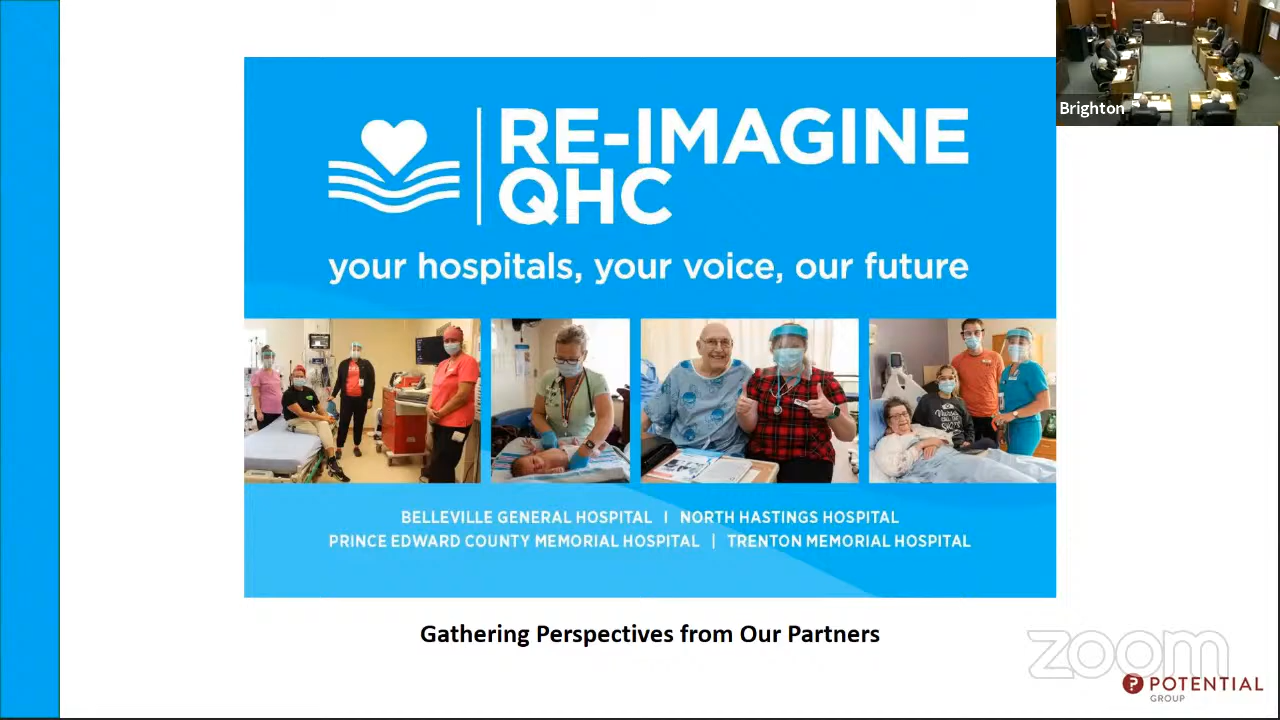 Brighton
RE-IMAGINE
QHC
your hospitals, your voice, our future
BELLEVILLE GENERAL HOSPITAL | NORTH HASTINGS HOSPITAL
PRINCE EDWARD COUNTY MEMORIAL HOSPITAL | TRENTON MEMORIAL HOSPITAL
Gathering Perspectives from Our Partners
zoom
POTENTIAL
GROUP